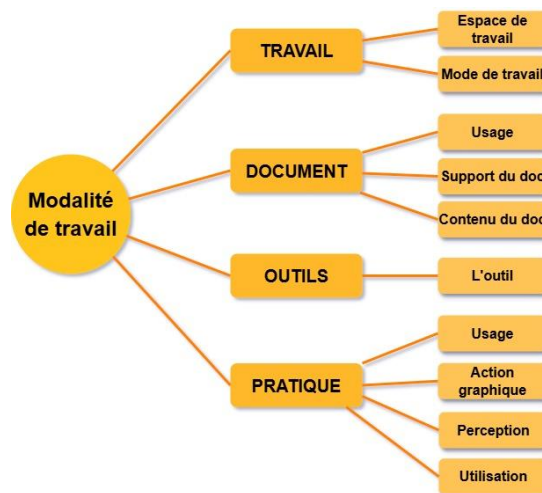 Modalité
de travail
TRAVAIL
Espace de
travail
Mode de travail
DOCUMENT
Usage
Support du doc
Contenu du doc
OUTILS
L'outil
PRATIQUE
Usage
Action
graphique
Perception
Utilisation